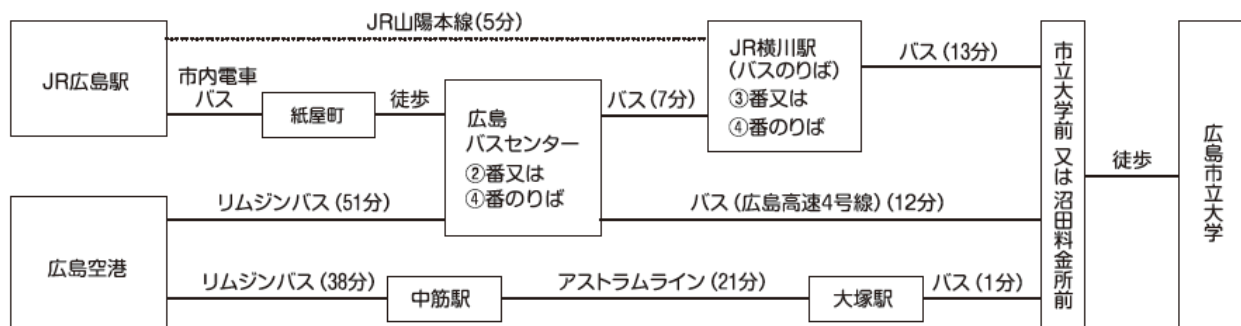 JR山陽本線(5分)
JR広島駅
市内電車
バス
紙屋町
徒歩
広島
バスセンター
②番又は
④番のりば
バス(7分)
JR横川駅
(バスのりば)
③番又は
④番のりば
バス(13分)
広島空港
リムジンバス(51分)
バス(広島高速4号線)(12分)
リムジンバス(38分)
中筋駅
アストラムライン(21分)
大塚駅
バス(1分)
市立大学前 又は 沼田料金所前
徒歩
広島市立大学